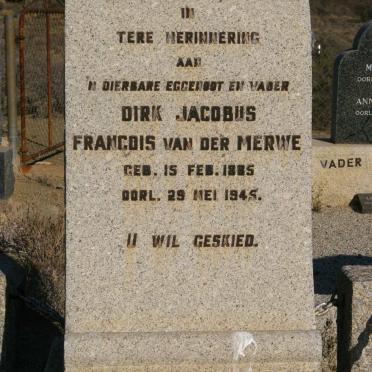 IN
TERE HERINNERING
AAN
'N DIERBARE EGGENOOT EN VADER
DIRK JACOBUS
FRANCOIS VAN DER MERWE
GEB. 15 FEB. 1885
OORL. 29 MEI 1945.
U WIL GESKIED.
VADER